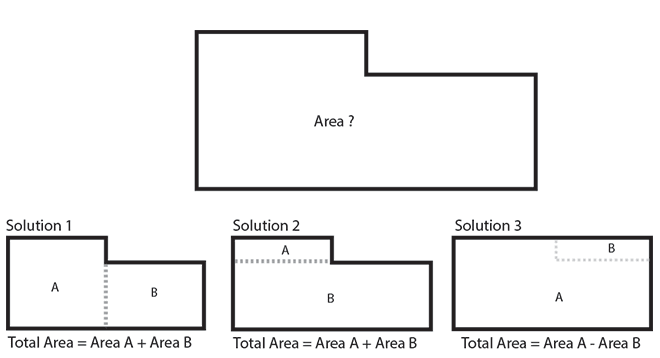 Area ?
Solution 1
Solution 2
Solution 3
A
B
A
B
B
A
Total Area = Area A + Area B
Total Area = Area A + Area B
Total Area = Area A - Area B